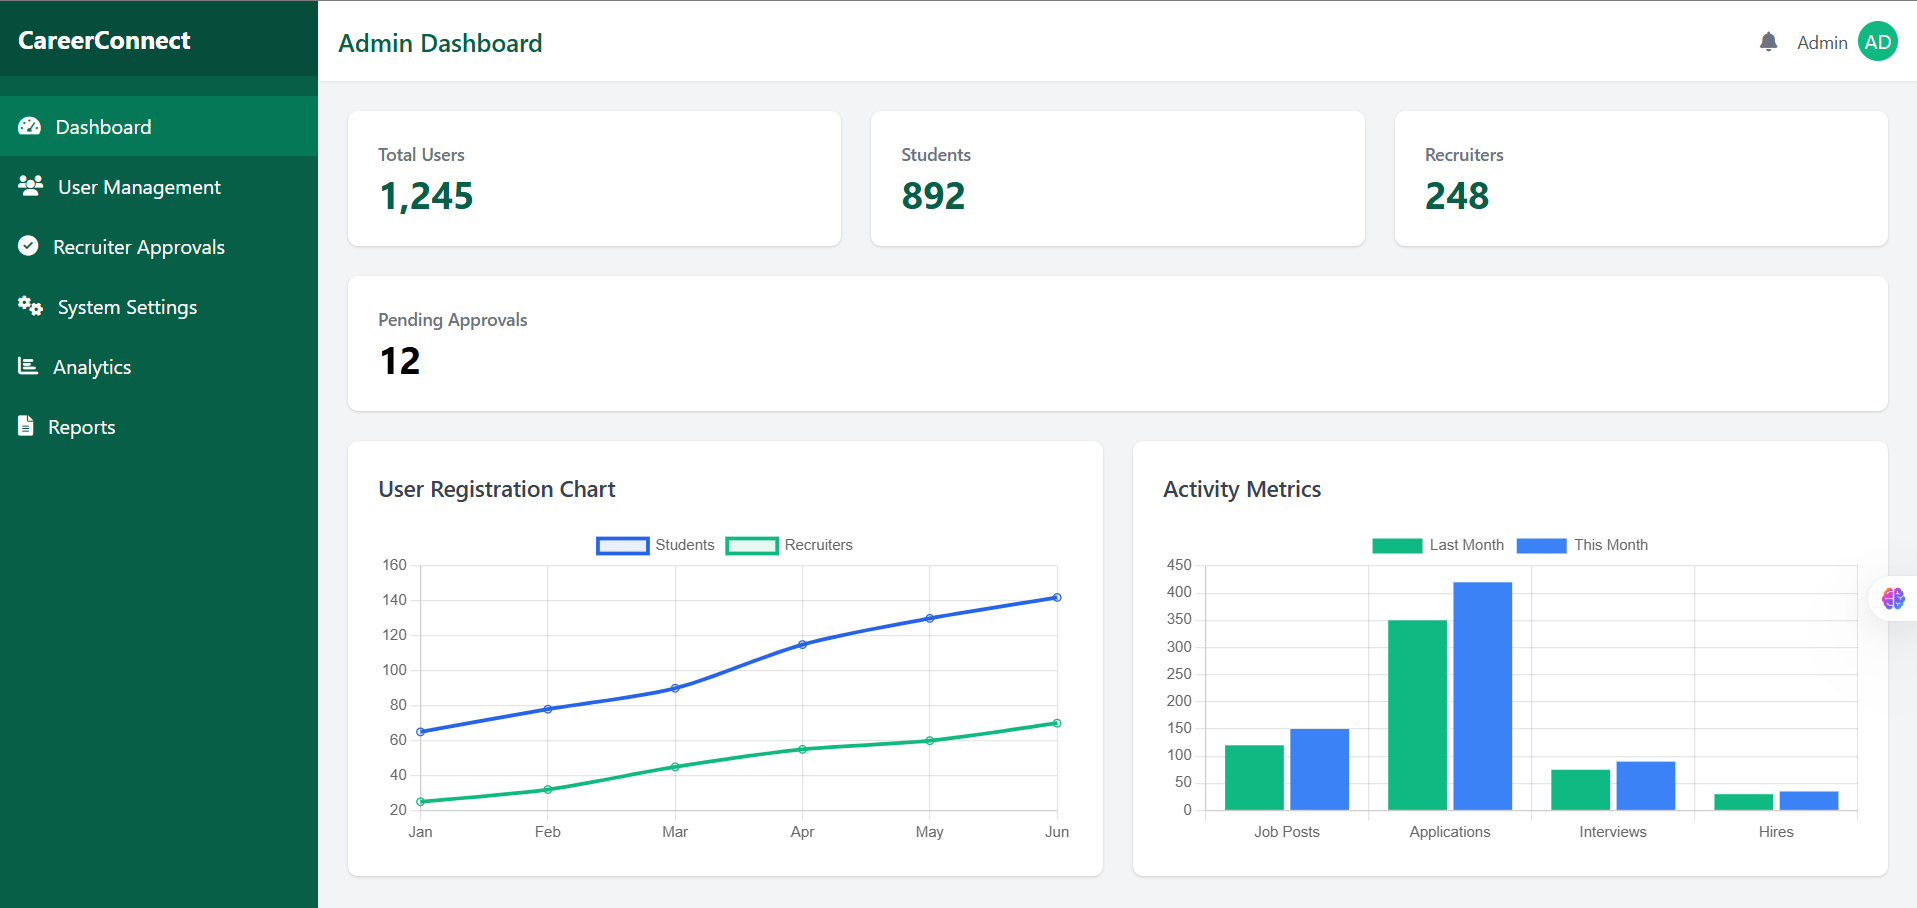 CareerConnect
Admin Dashboard
Admin AD
Dashboard
User Management
Recruiter Approvals
System Settings
Analytics
Reports
Total Users
1,245
Students
892
Recruiters
248
Pending Approvals
12
User Registration Chart
Students Recruiters
160
140
120
100
80
60
40
20
Jan Feb Mar Apr May Jun
Activity Metrics
Last Month This Month
450
400
350
300
250
200
150
100
50
0
Job Posts Applications Interviews Hires